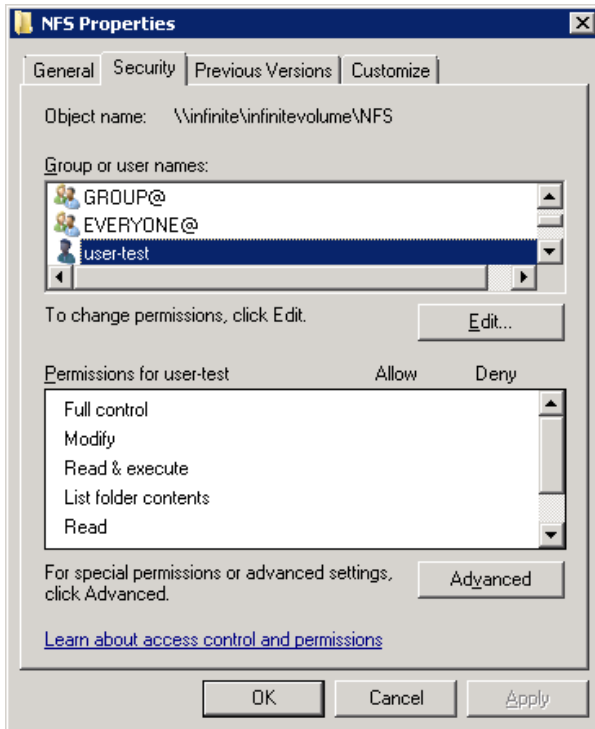 NFS Properties
General Security Previous Versions Customize
Object name: \\infinite\infinitevolume\NFS
Group or user names:
GROUP@
EVERYONE@
user-test
To change permissions, click Edit.
Edit...
Permissions for user-test Allow Deny
Full control
Modify
Read & execute
List folder contents
Read
For special permissions or advanced settings,
click Advanced.
Advanced
Learn about access control and permissions
OK Cancel Apply